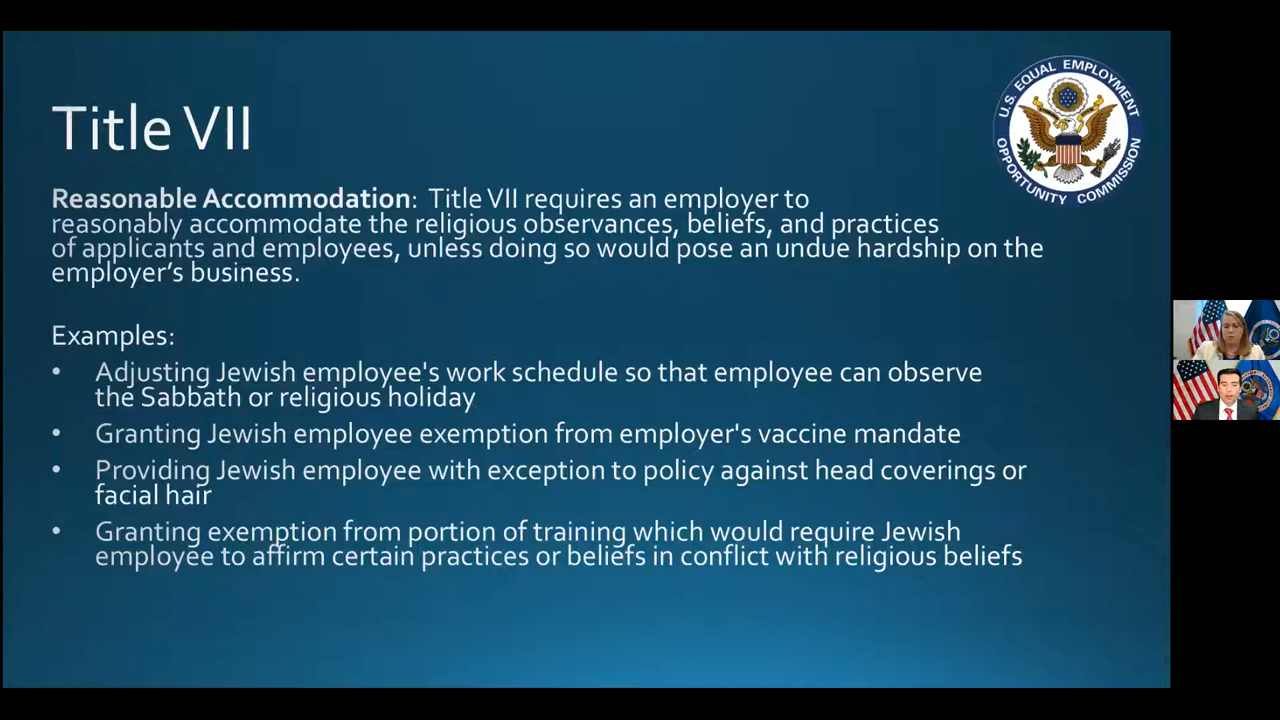 Title VII
U.S. EQUAL EMPLOYMENT
OPPORTUNITY COMMISSION
Reasonable Accommodation:  Title VII requires an employer to
reasonably accommodate the religious observances, beliefs, and practices
of applicants and employees, unless doing so would pose an undue hardship on the
employer’s business.
Examples:
• Adjusting Jewish employee's work schedule so that employee can observe
the Sabbath or religious holiday
• Granting Jewish employee exemption from employer's vaccine mandate
• Providing Jewish employee with exception to policy against head coverings or
facial hair
• Granting exemption from portion of training which would require Jewish
employee to affirm certain practices or beliefs in conflict with religious beliefs